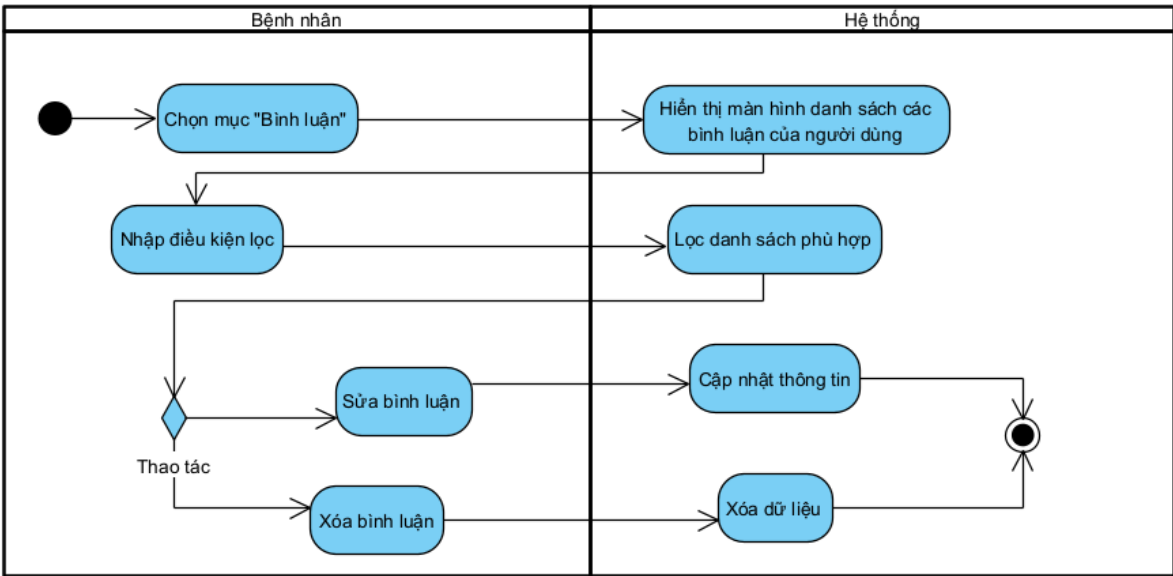 Bệnh nhân
Hệ thống
Chọn mục "Bình luận"
Hiển thị màn hình danh sách các
bình luận của người dùng
Nhập điều kiện lọc
Lọc danh sách phù hợp
Sửa bình luận
Cập nhật thông tin
Thao tác
Xóa bình luận
Xóa dữ liệu